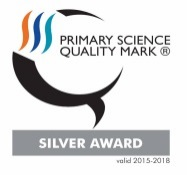 PRIMARY SCIENCE
QUALITY MARK ®
SILVER AWARD
valid 2015-2018